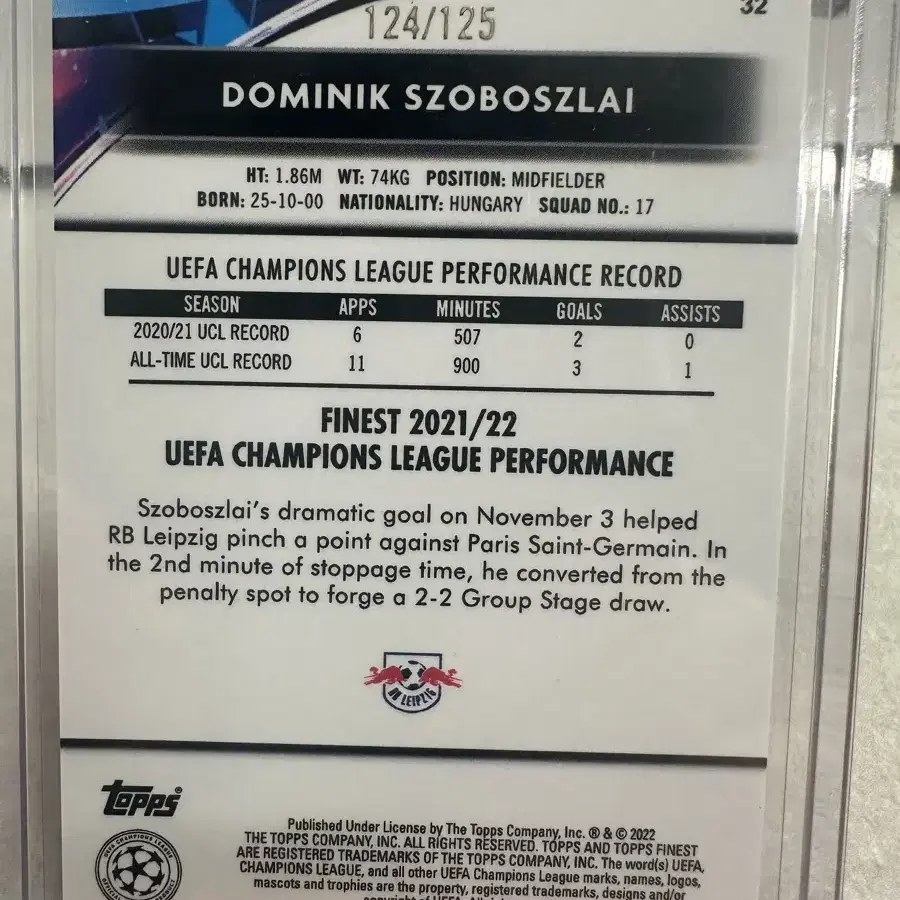 32
124/125
DOMINIK SZOBOSZLAI
HT: 1.86M WT: 74KG POSITION: MIDFIELDER
BORN: 25-10-00 NATIONALITY: HUNGARY SQUAD NO.: 17
UEFA CHAMPIONS LEAGUE PERFORMANCE RECORD
SEASON APPS MINUTES GOALS ASSISTS
2020/21 UCL RECORD 6 507 2 0
ALL-TIME UCL RECORD 11 900 3 1
FINEST 2021/22
UEFA CHAMPIONS LEAGUE PERFORMANCE
Szoboszlai's dramatic goal on November 3 helped
RB Leipzig pinch a point against Paris Saint-Germain. In
the 2nd minute of stoppage time, he converted from the
penalty spot to forge a 2-2 Group Stage draw.
RB LEIPZIG
topps®
CHAMPIONS LEAGUE
Published Under License by The Topps Company, Inc. ® & © 2022
THE TOPPS COMPANY, INC. ALL RIGHTS RESERVED. TOPPS AND TOPPS FINEST
ARE REGISTERED TRADEMARKS OF THE TOPPS COMPANY, INC. The word(s) UEFA,
CHAMPIONS LEAGUE, and all other UEFA Champions League marks, names, logos,
mascots and trophies are the property, registered trademarks, designs and/or
copyright of UEFA. All